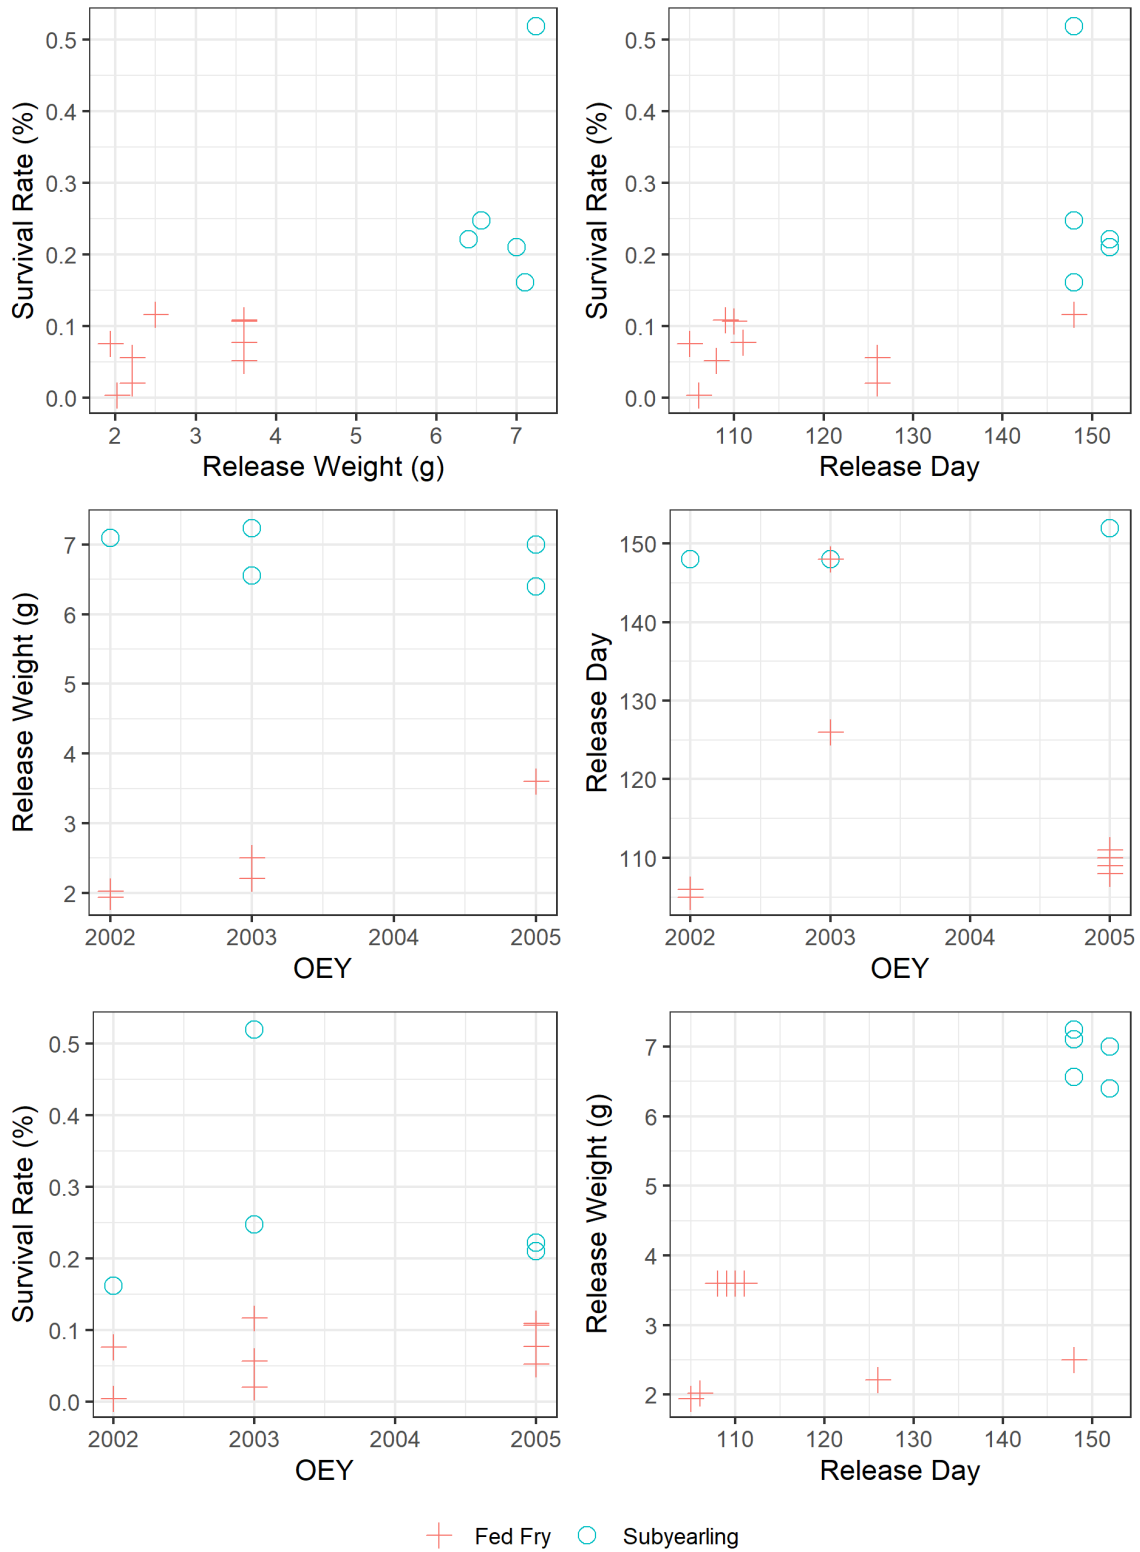 Survival Rate (%)
0.5
0.4
0.3
0.2
0.1
0.0
2 3 4 5 6 7
Release Weight (g)
Survival Rate (%)
0.5
0.4
0.3
0.2
0.1
0.0
110 120 130 140 150
Release Day
Release Weight (g)
7
6
5
4
3
2
2002 2003 2004 2005
OEY
Release Day
150
140
130
120
110
2002 2003 2004 2005
OEY
Survival Rate (%)
0.5
0.4
0.3
0.2
0.1
0.0
2002 2003 2004 2005
OEY
Release Weight (g)
7
6
5
4
3
2
110 120 130 140 150
Release Day
Fed Fry Subyearling